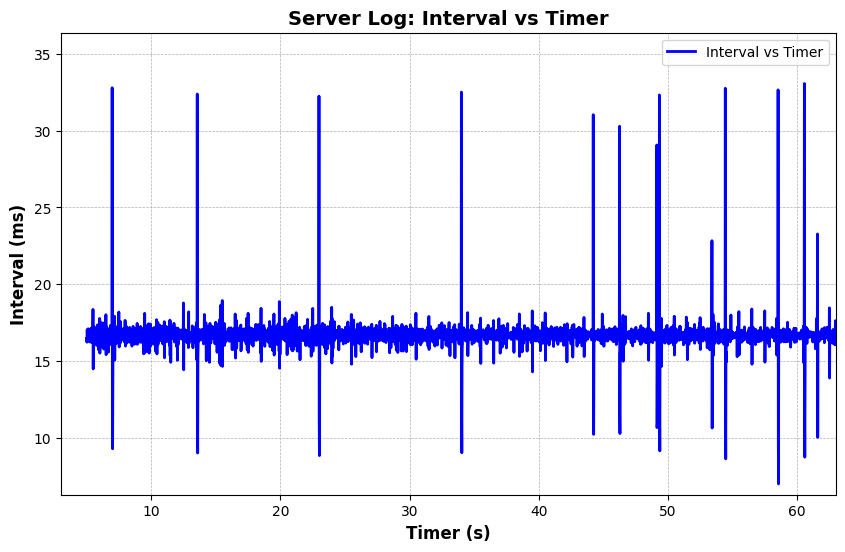 Server Log: Interval vs Timer
Interval vs Timer
35
30
25
20
15
10
Interval (ms)
10 20 30 40 50 60
Timer (s)